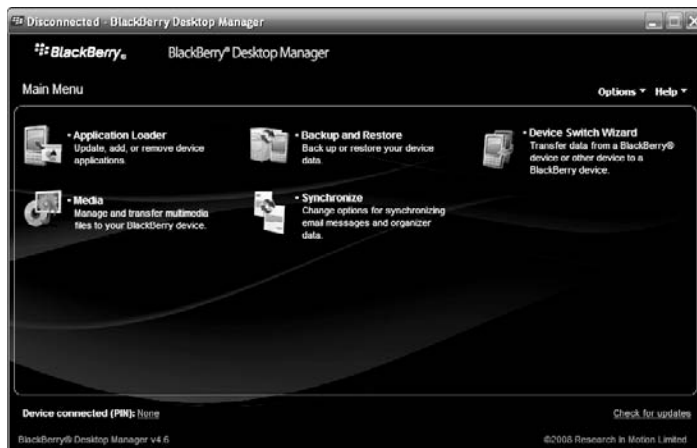 Disconnected - BlackBerry Desktop Manager
BlackBerry® BlackBerry® Desktop Manager
Main Menu
Options Help
Application Loader
Update, add, or remove device
applications.
Backup and Restore
Back up or restore your device
data.
Device Switch Wizard
Transfer data from a BlackBerry®
device or other device to a
BlackBerry device.
Media
Manage and transfer multimedia
files to your BlackBerry device.
Synchronize
Change options for synchronizing
email messages and organizer
data.
Device connected (PIN): None
Check for updates
BlackBerry® Desktop Manager v4.6
©2008 Research In Motion Limited